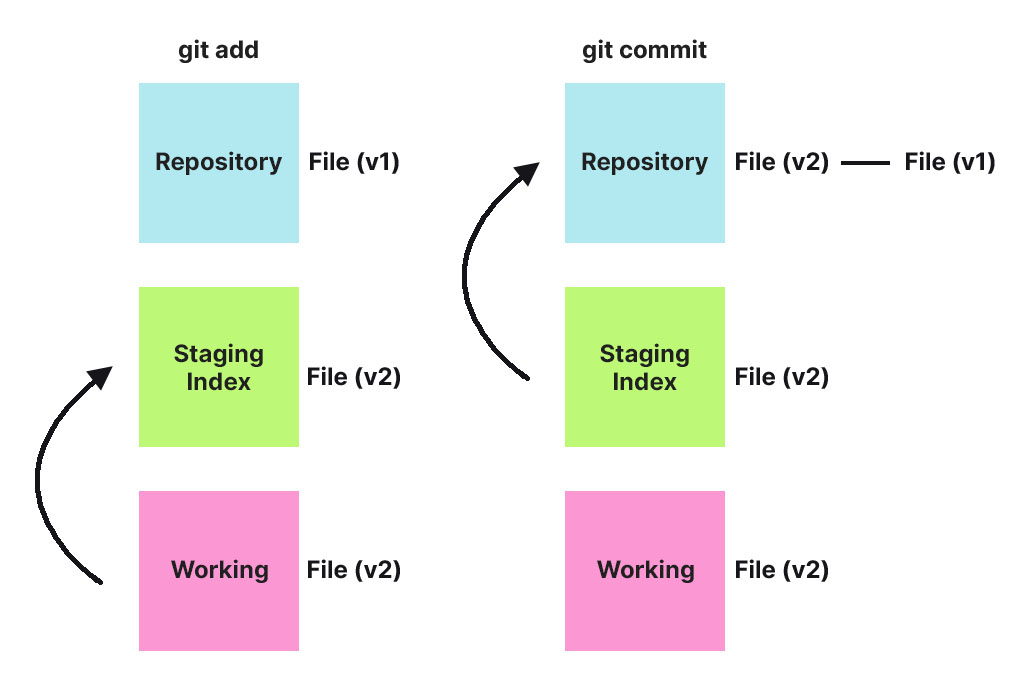 git add
Repository
File (v1)
Staging
Index
File (v2)
Working
File (v2)
git commit
Repository
File (v2)
File (v1)
Staging
Index
File (v2)
Working
File (v2)